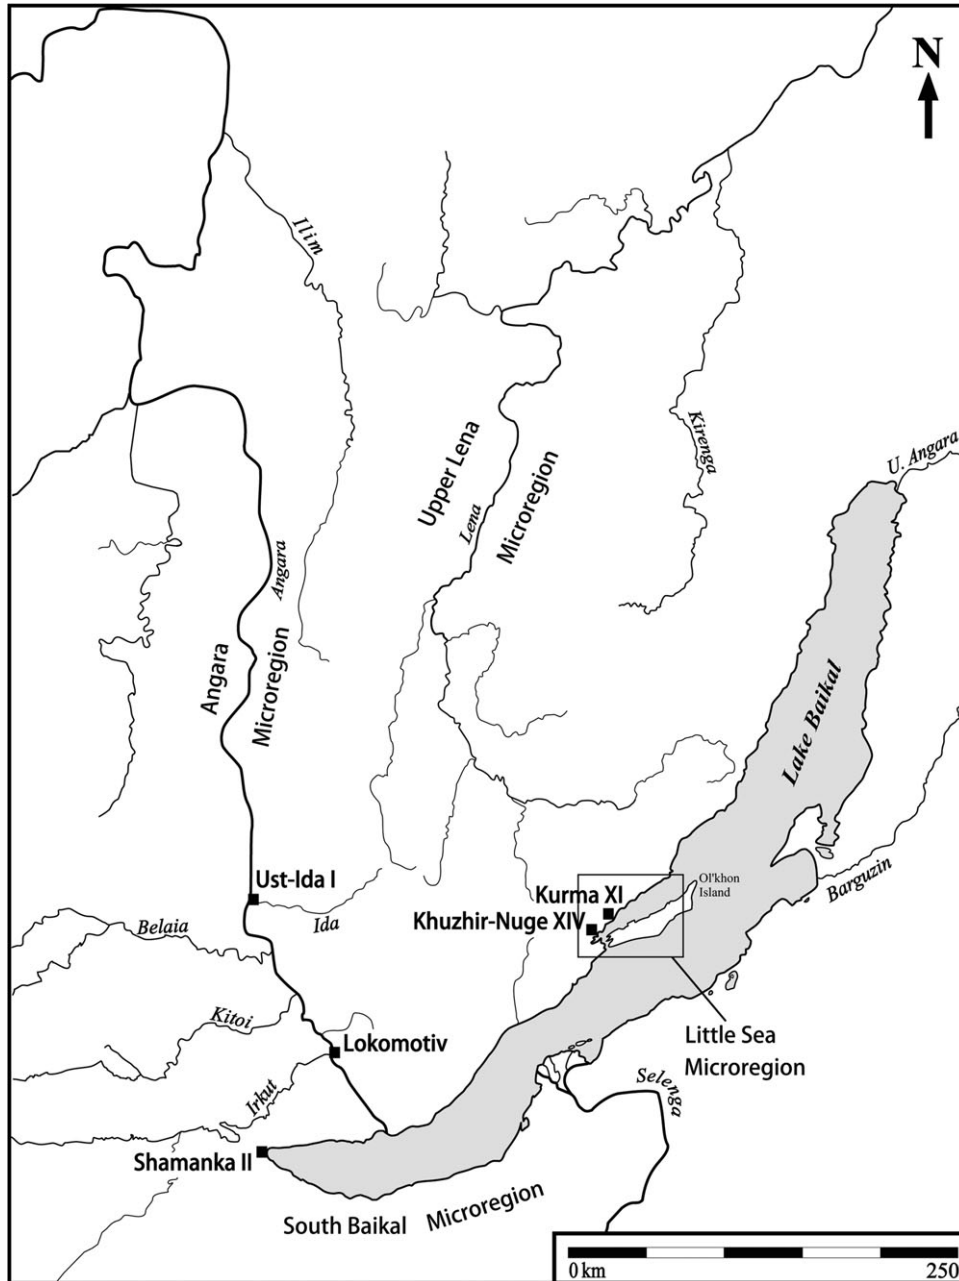 N
Ilim
Kirenga
U. Angara
Upper Lena
Lena
Microregion
Angara
Angara
Microregion
Lake Baikal
Ust-Ida I
Ida
Ol'khon
Island
Barguzin
Kurma XI
Khuzhir-Nuge XIV
Belaia
Kitoi
Lokomotiv
Little Sea
Microregion
Irkut
Selenga
Shamanka II
South Baikal Microregion
0 km 250